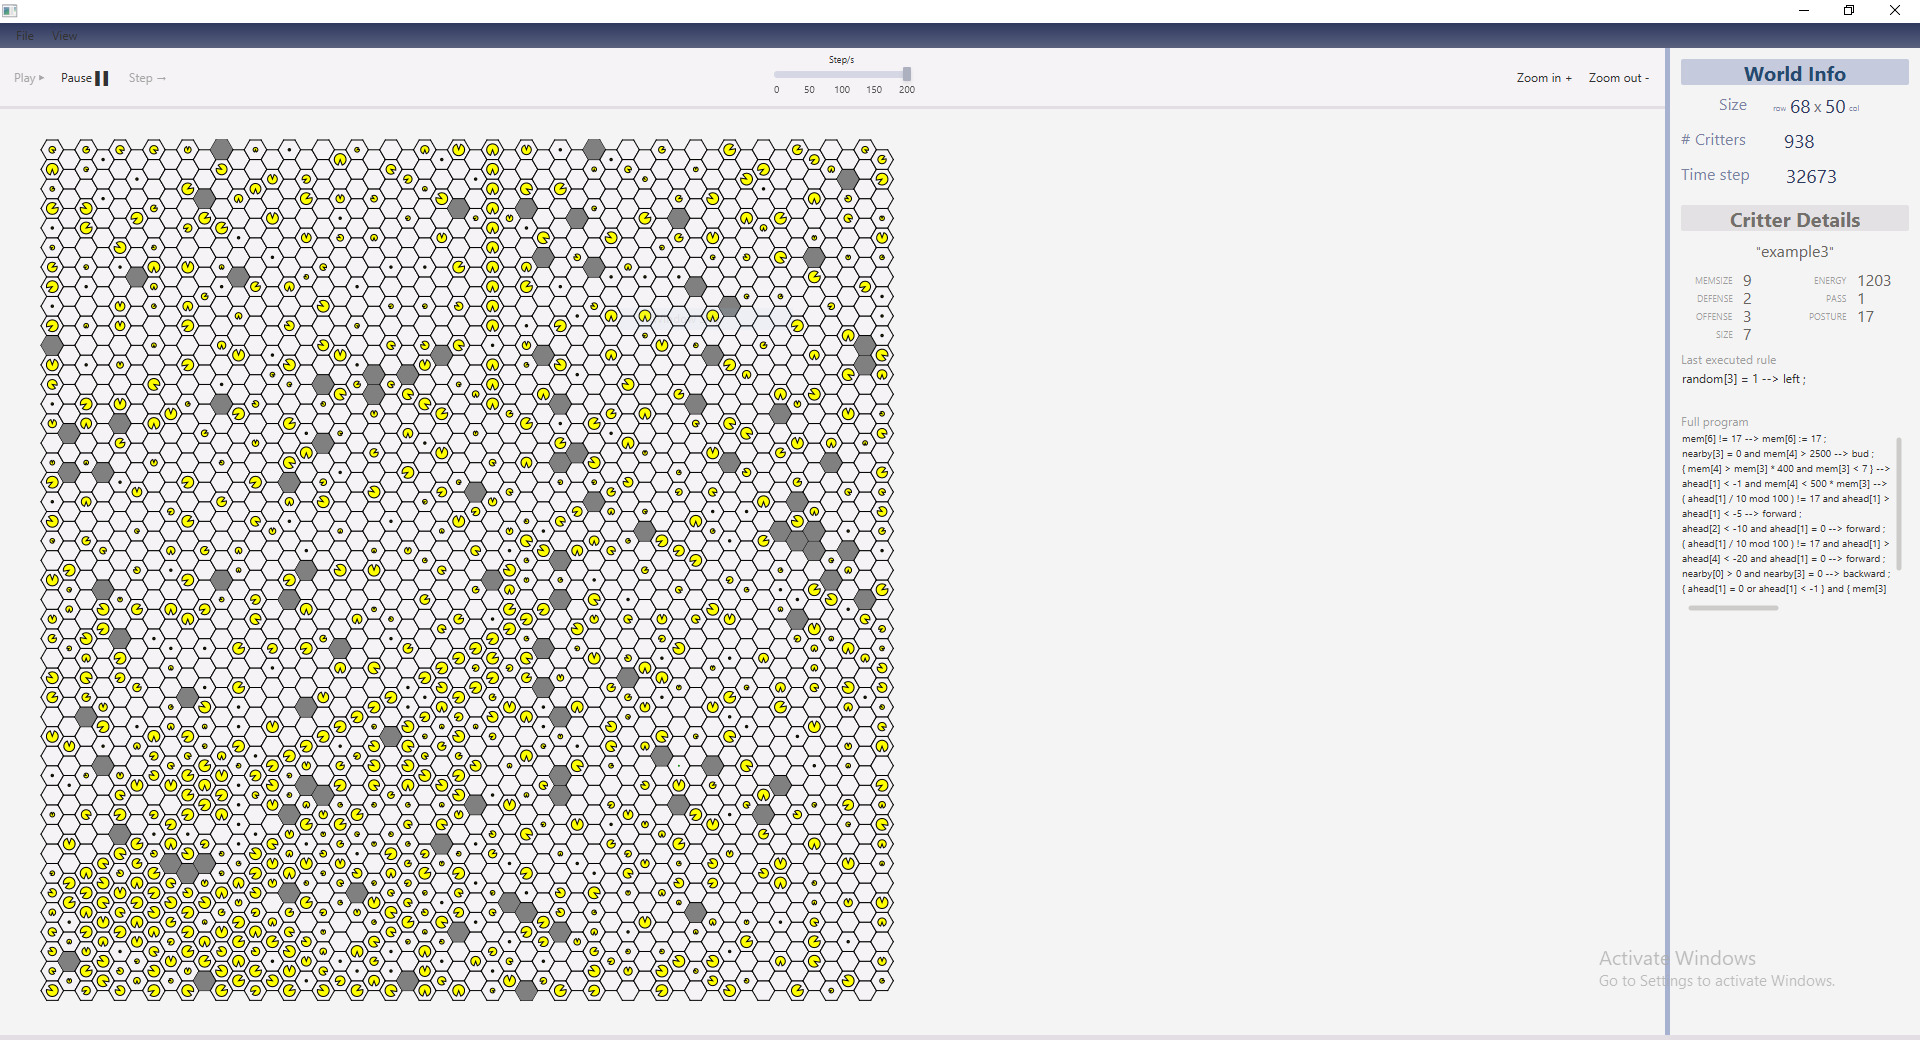 File View
Play Pause Step →
Step/s
0 50 100 150 200
Zoom in + Zoom out -
World Info
Size row 68 x 50 col
# Critters 938
Time step 32673
Critter Details
"example3"
MEMSIZE 9 ENERGY 1203
DEFENSE 2 PASS 1
OFFENSE 3 POSTURE 17
SIZE 7
Last executed rule
random[3] = 1 --> left ;
Full program
mem[6] != 17 --> mem[6] := 17 ;
nearby[3] = 0 and mem[4] > 2500 --> bud ;
{ mem[4] > mem[3] * 400 and mem[3] < 7 } -->
ahead[1] < -1 and mem[4] < 500 * mem[3] -->
( ahead[1] / 10 mod 100 ) != 17 and ahead[1] >
ahead[1] < -5 --> forward ;
ahead[2] < -10 and ahead[1] = 0 --> forward ;
( ahead[1] / 10 mod 100 ) != 17 and ahead[1] >
ahead[4] < -20 and ahead[1] = 0 --> forward ;
nearby[0] > 0 and nearby[3] = 0 --> backward ;
{ ahead[1] = 0 or ahead[1] < -1 } and { mem[3]
Activate Windows
Go to Settings to activate Windows.